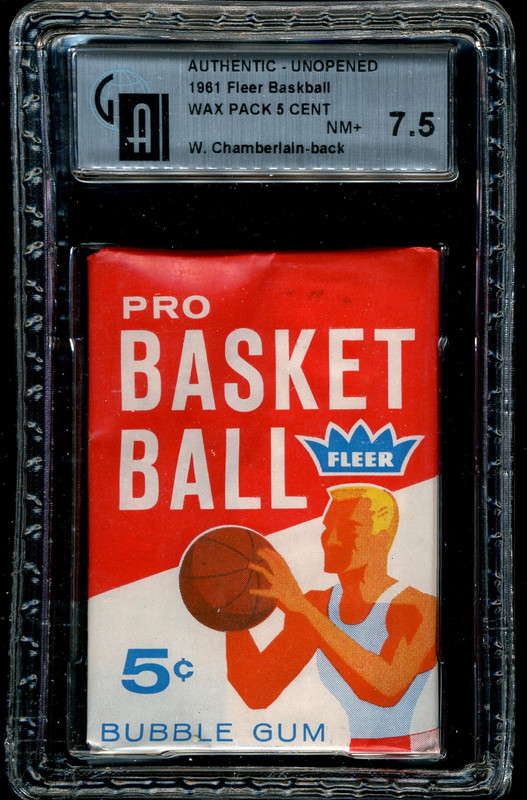 AUTHENTIC - UNOPENED
1961 Fleer Baskball
WAX PACK 5 CENT
NM+ 7.5
W. Chamberlain-back
GAI
PRO
BASKET
BALL
FLEER
5¢
BUBBLE GUM